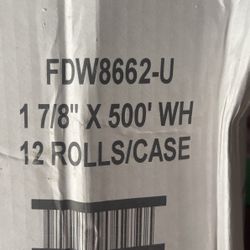 FDW8662-U
1 7/8" X 500' WH
12 ROLLS/CASE